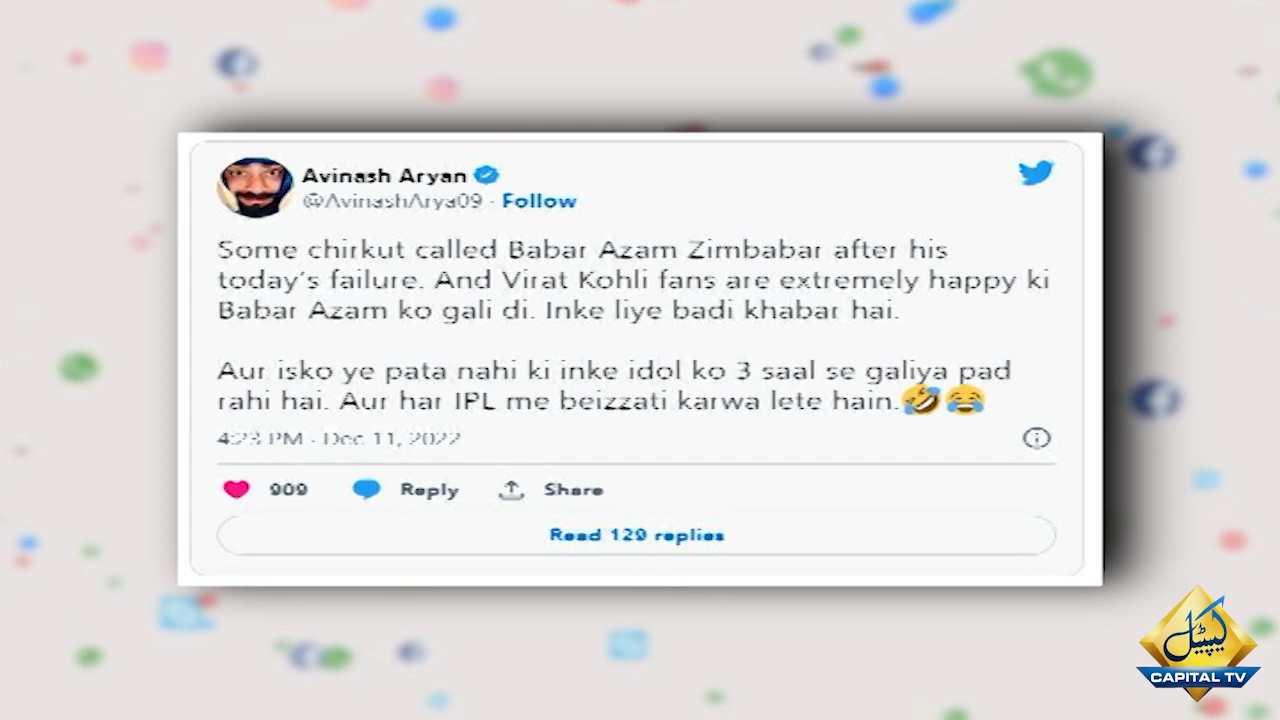 Avinash Aryan
@AvinashArya09 · Follow
Some chirkut called Babar Azam Zimbabar after his
today's failure. And Virat Kohli fans are extremely happy ki
Babar Azam ko gali di. Inke liye badi khabar hai.
Aur isko ye pata nahi ki inke idol ko 3 saal se galiya pad
rahi hai. Aur har IPL me beizzati karwa lete hain.🤣😂
4:23 PM · Dec 11, 2022
909 Reply Share
Read 129 replies
کیپیٹل
CAPITAL TV